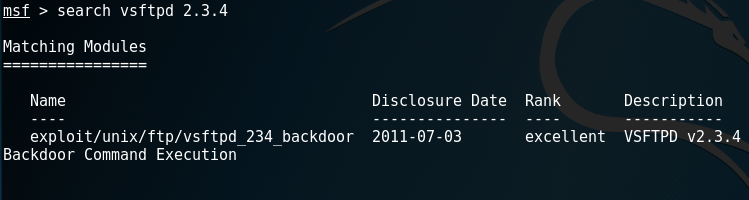 msf > search vsftpd 2.3.4
Matching Modules
================
Name Disclosure Date Rank Description
---- --------------- ---- -----------
exploit/unix/ftp/vsftpd_234_backdoor 2011-07-03 excellent VSFTPD v2.3.4
Backdoor Command Execution